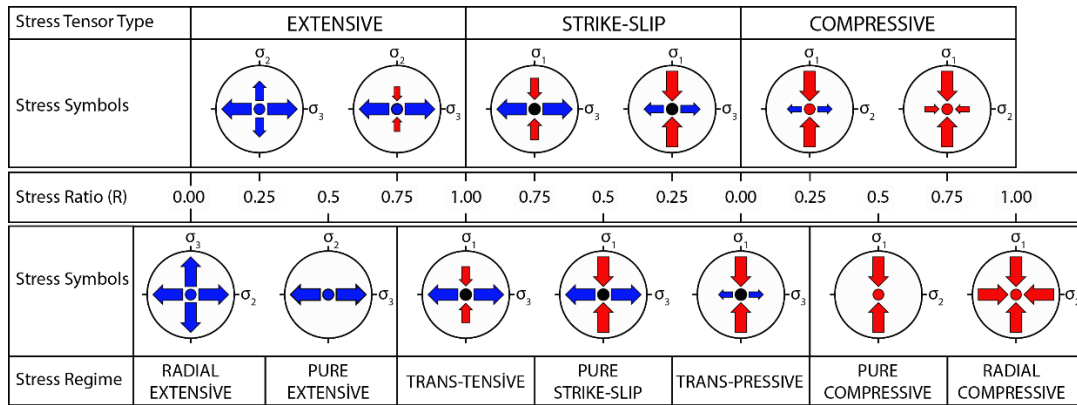 Stress Tensor Type EXTENSIVE STRIKE-SLIP COMPRESSIVE
σ2 σ2 σ1 σ1 σ1 σ1
Stress Symbols σ3 σ3 σ3 σ3 σ2 σ2
Stress Ratio (R) 0.00 0.25 0.5 0.75 1.00 0.75 0.5 0.25 0.00 0.25 0.5 0.75 1.00
σ3 σ2 σ1 σ1 σ1 σ1 σ1
Stress Symbols σ2 σ3 σ3 σ3 σ3 σ2
Stress Regime RADIAL EXTENSİVE PURE EXTENSİVE TRANS-TENSİVE PURE STRIKE-SLIP TRANS-PRESSIVE PURE COMPRESSIVE RADIAL COMPRESSIVE